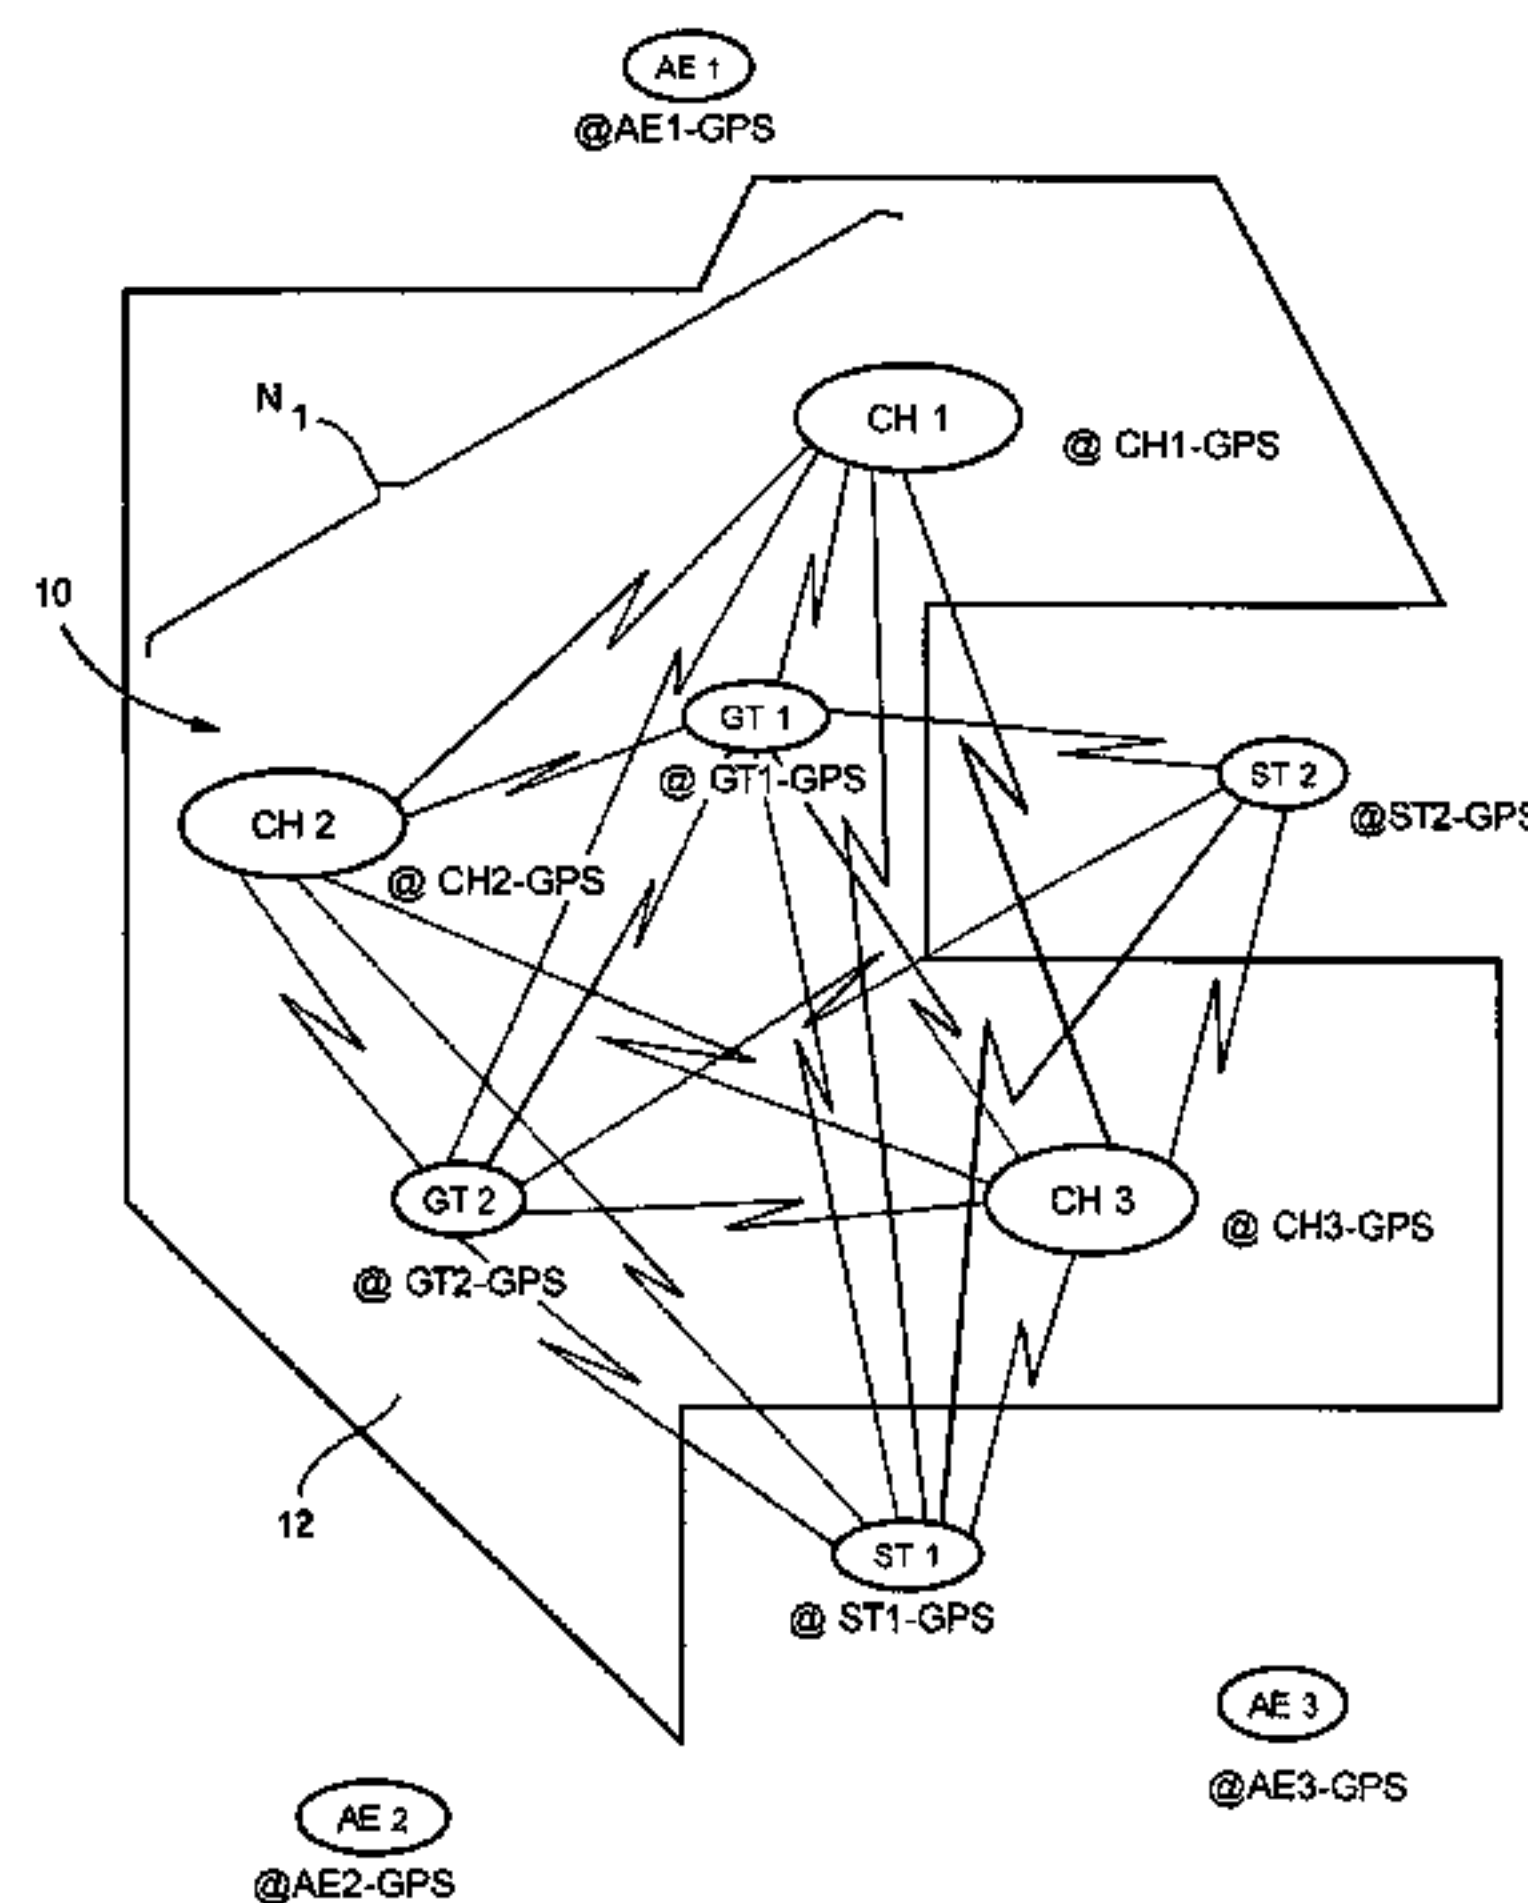 AE 1
@AE1-GPS
N 1
CH 1
@ CH1-GPS
10
GT 1
@ GT1-GPS
ST 2
@ST2-GPS
CH 2
@ CH2-GPS
GT 2
@ GT2-GPS
CH 3
@ CH3-GPS
12
ST 1
@ ST1-GPS
AE 3
@AE3-GPS
AE 2
@AE2-GPS